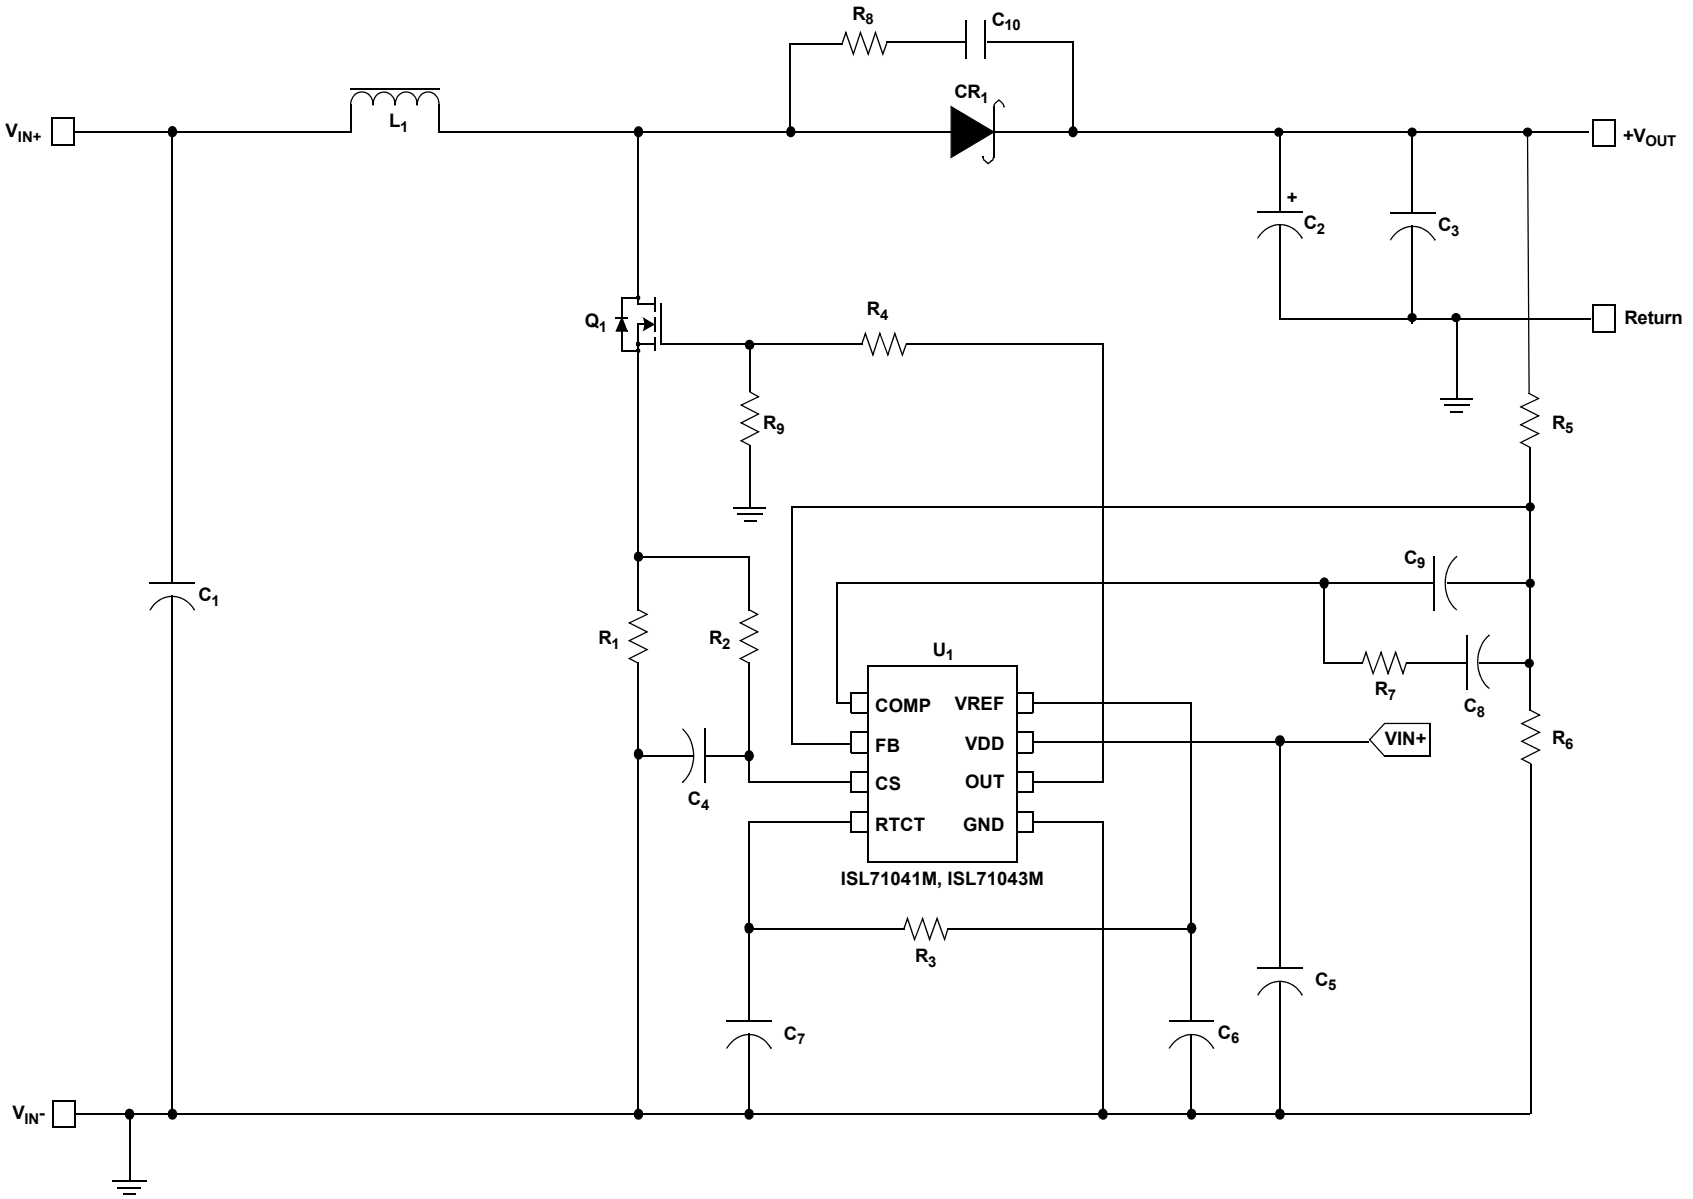 R8
C10
CR1
VIN+
L1
+VOUT
+
C2
C3
Q1
R4
Return
R9
R5
C9
C1
R1
R2
U1
R7
C8
COMP
VREF
FB
VDD
VIN+
R6
CS
OUT
C4
RTCT
GND
ISL71041M, ISL71043M
R3
C5
C7
C6
VIN-